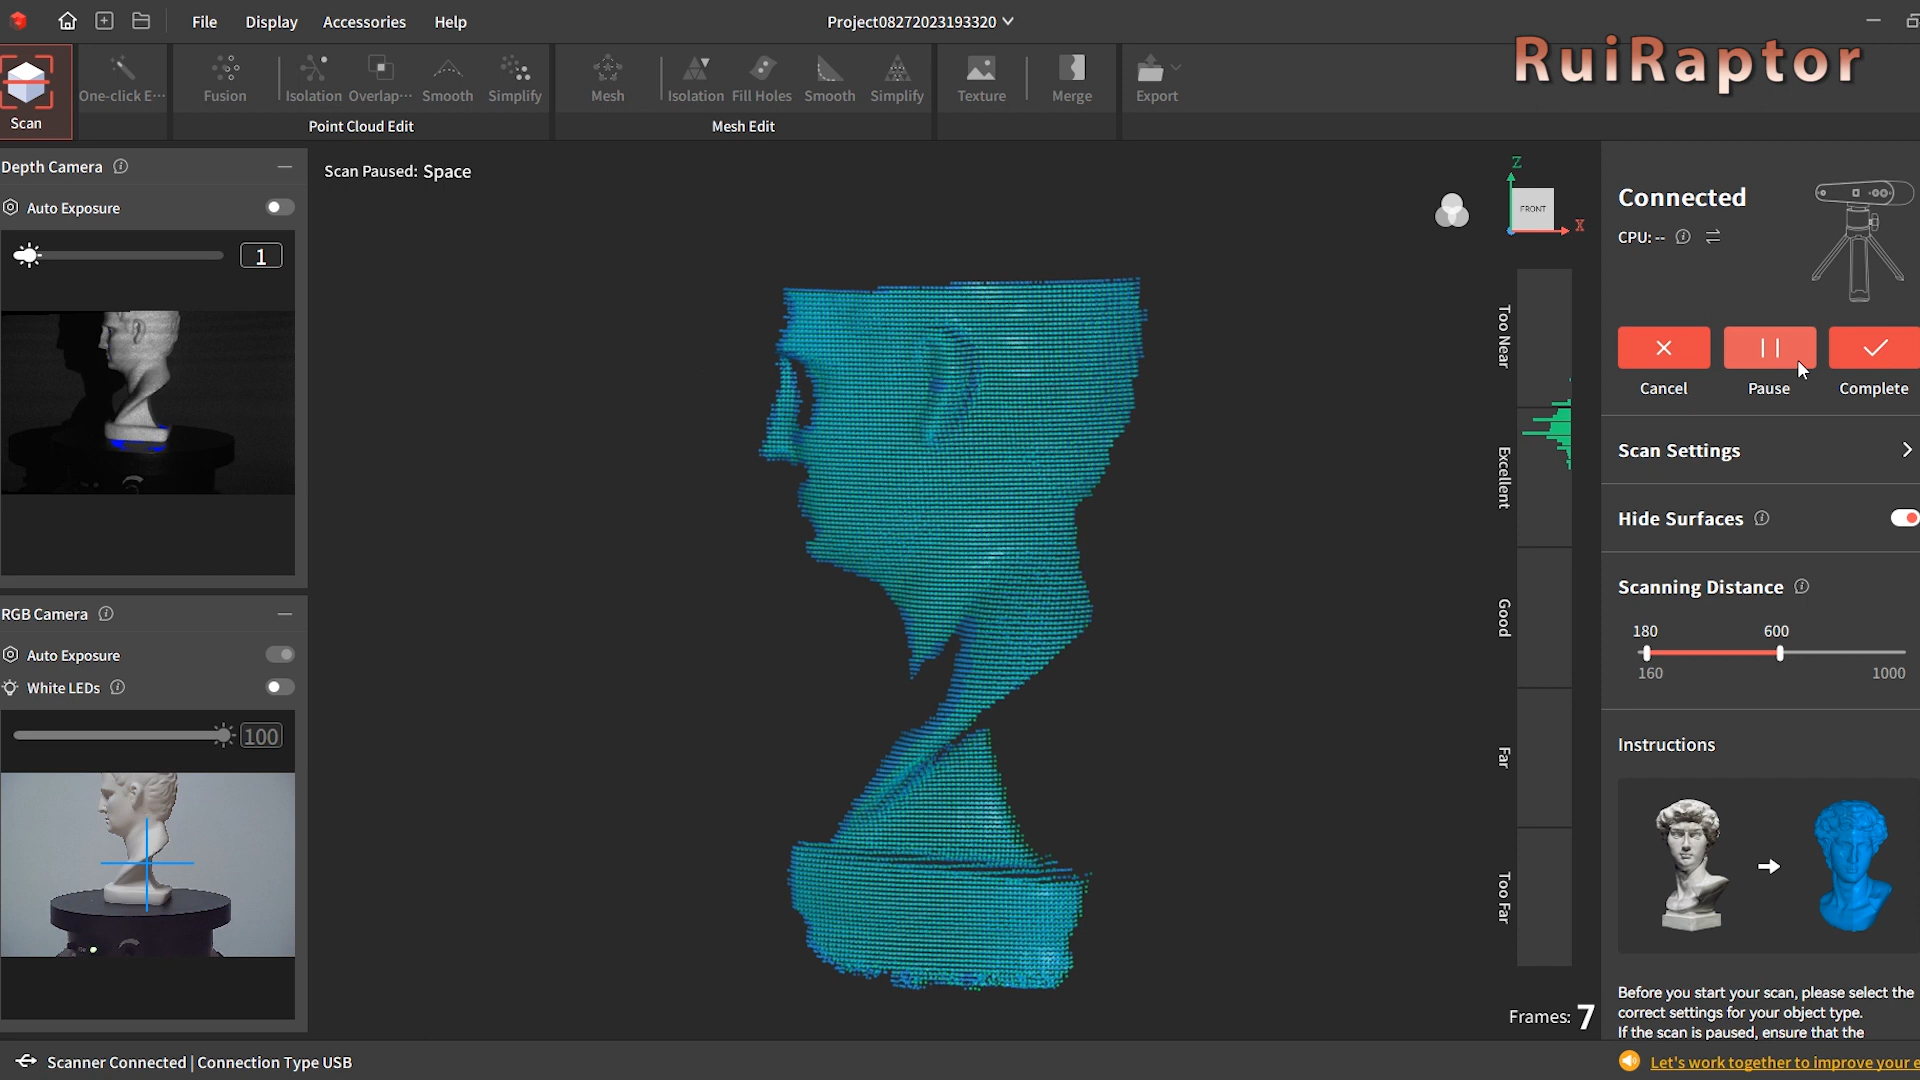 File Display Accessories Help
Project08272023193320
RuiRaptor
Scan
One-click E···
Fusion
Isolation Overlap··· Smooth Simplify
Point Cloud Edit
Mesh
Isolation Fill Holes Smooth Simplify
Mesh Edit
Texture
Merge
Export
Depth Camera
Auto Exposure
1
RGB Camera
Auto Exposure
White LEDs
100
Scan Paused: Space
Z
FRONT
X
Too Near
Excellent
Good
Far
Too Far
Frames: 7
Connected
CPU: --
Cancel Pause Complete
Scan Settings
Hide Surfaces
Scanning Distance
180 600
160 1000
Instructions
Before you start your scan, please select the
correct settings for your object type.
If the scan is paused, ensure that the
Scanner Connected | Connection Type USB
Let's work together to improve your e